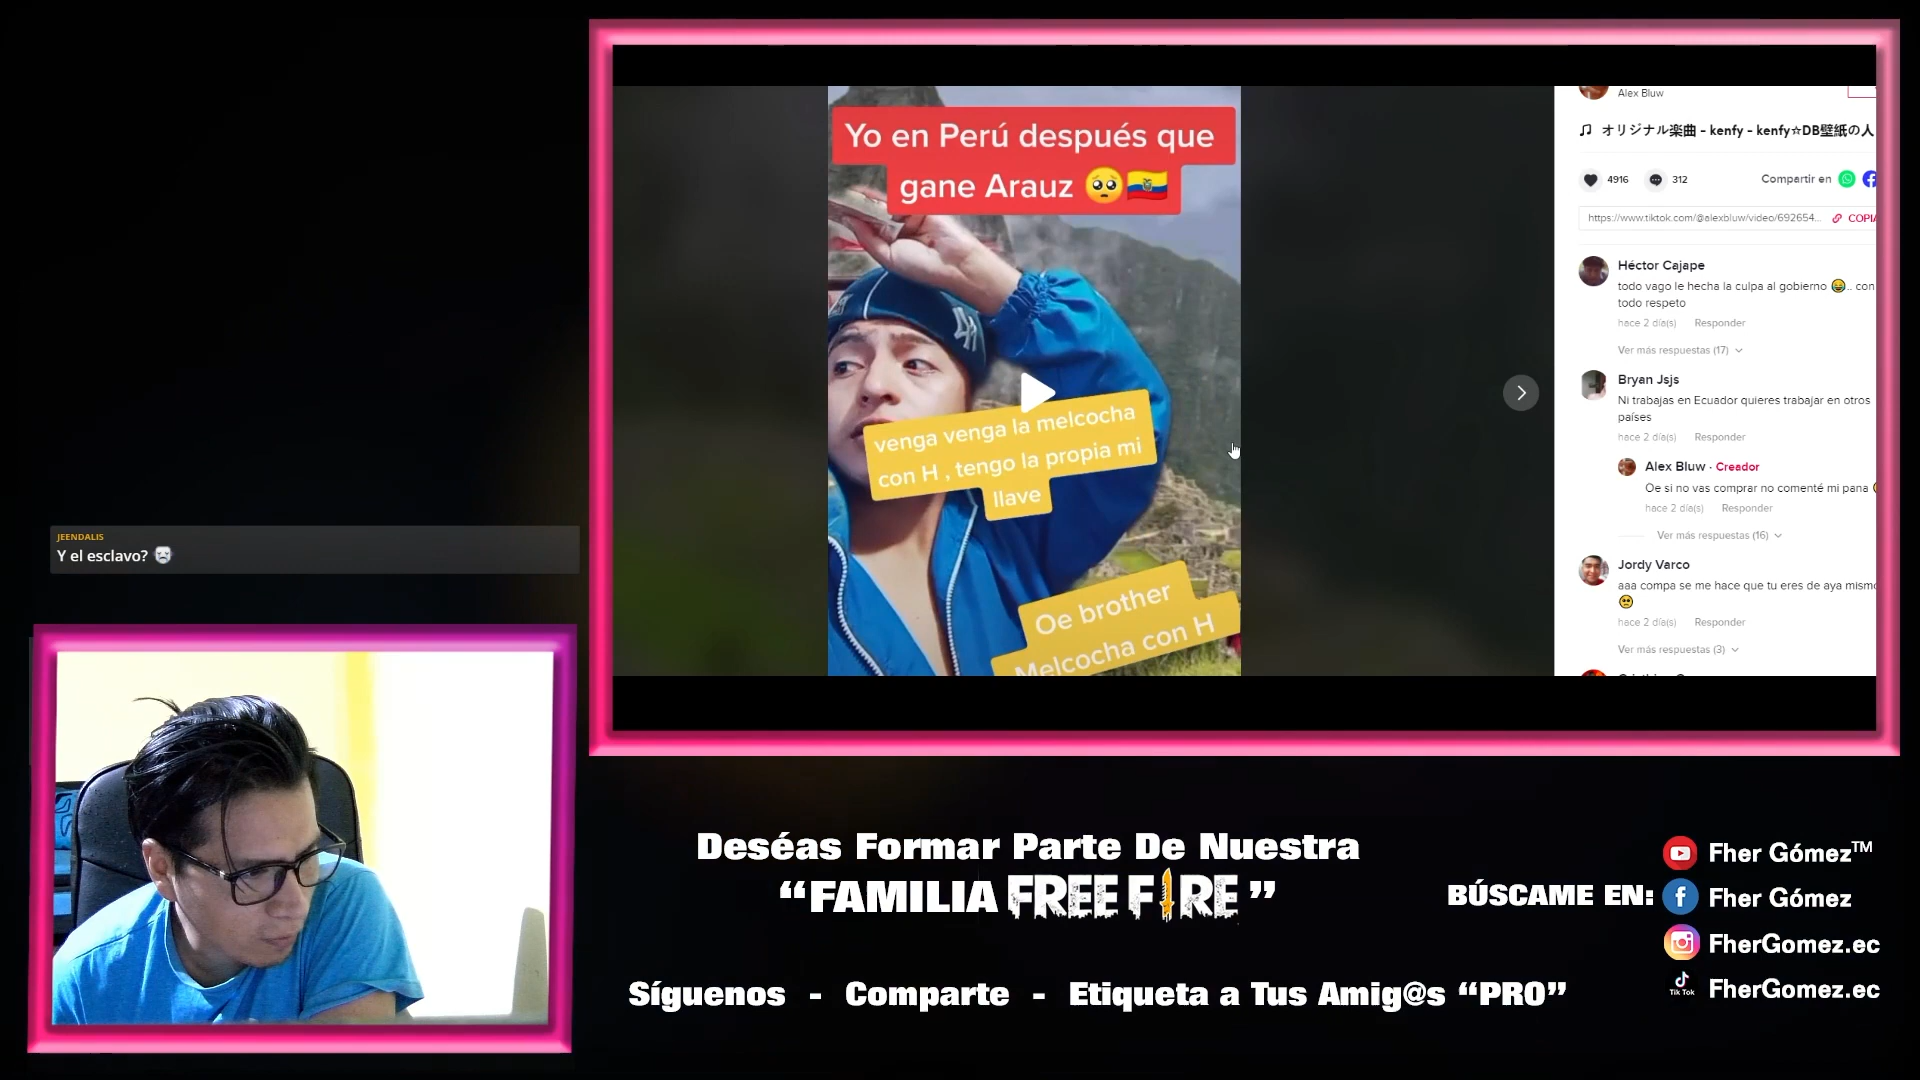 Yo en Perú después que
gane Arauz 🥺🇪🇨
venga venga la melcocha
con H , tengo la propia mi
llave
Oe brother
Melcocha con H
Alex Bluw
オリジナル楽曲 - kenfy - kenfy☆DB壁紙の人
4916
312
Compartir en
https://www.tiktok.com/@alexbluw/video/692654...
Héctor Cajape
todo vago le hecha la culpa al gobierno 😂.. con
todo respeto
hace 2 día(s) Responder
Ver más respuestas (17)
Bryan Jsjs
Ni trabajas en Ecuador quieres trabajar en otros
países
hace 2 día(s) Responder
Alex Bluw · Creador
Oe si no vas comprar no comenté mi pana
hace 2 día(s) Responder
Ver más respuestas (16)
Jordy Varco
aaa compa se me hace que tu eres de aya mismo
🥺
hace 2 día(s) Responder
Ver más respuestas (3)
JEENDALIS
Y el esclavo? 😢
Deséas Formar Parte De Nuestra
“FAMILIA FREE FIRE ”
Síguenos - Comparte - Etiqueta a Tus Amig@s “PRO”
BÚSCAME EN:
Fher Gómez™
Fher Gómez
FherGomez.ec
Tik Tok
FherGomez.ec